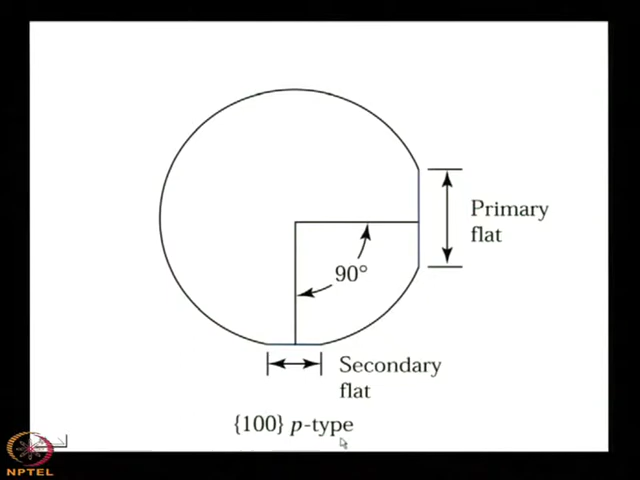 Primary
flat
90°
Secondary
flat
{100} p-type
NPTEL